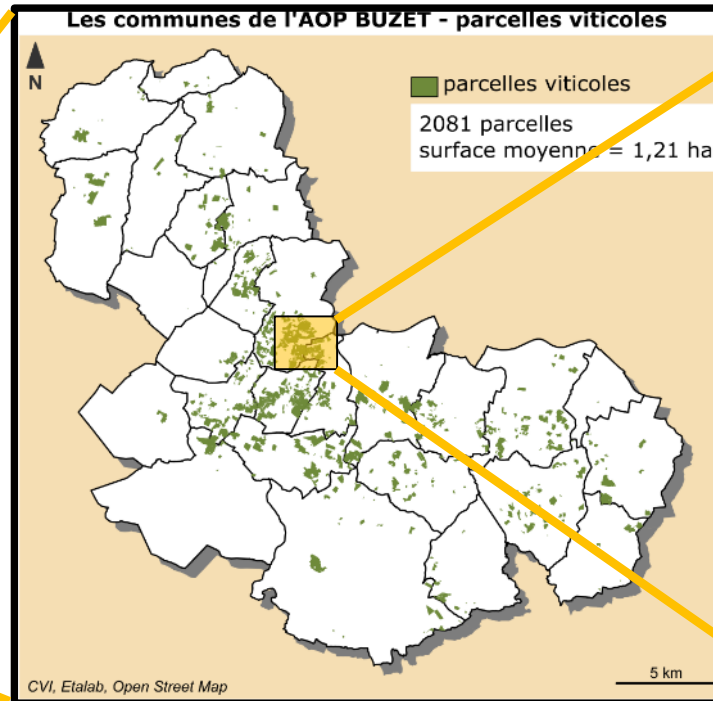 Les communes de l'AOP BUZET - parcelles viticoles
N
parcelles viticoles
2081 parcelles
surface moyenne = 1,21 ha
5 km
CVI, Etalab, Open Street Map